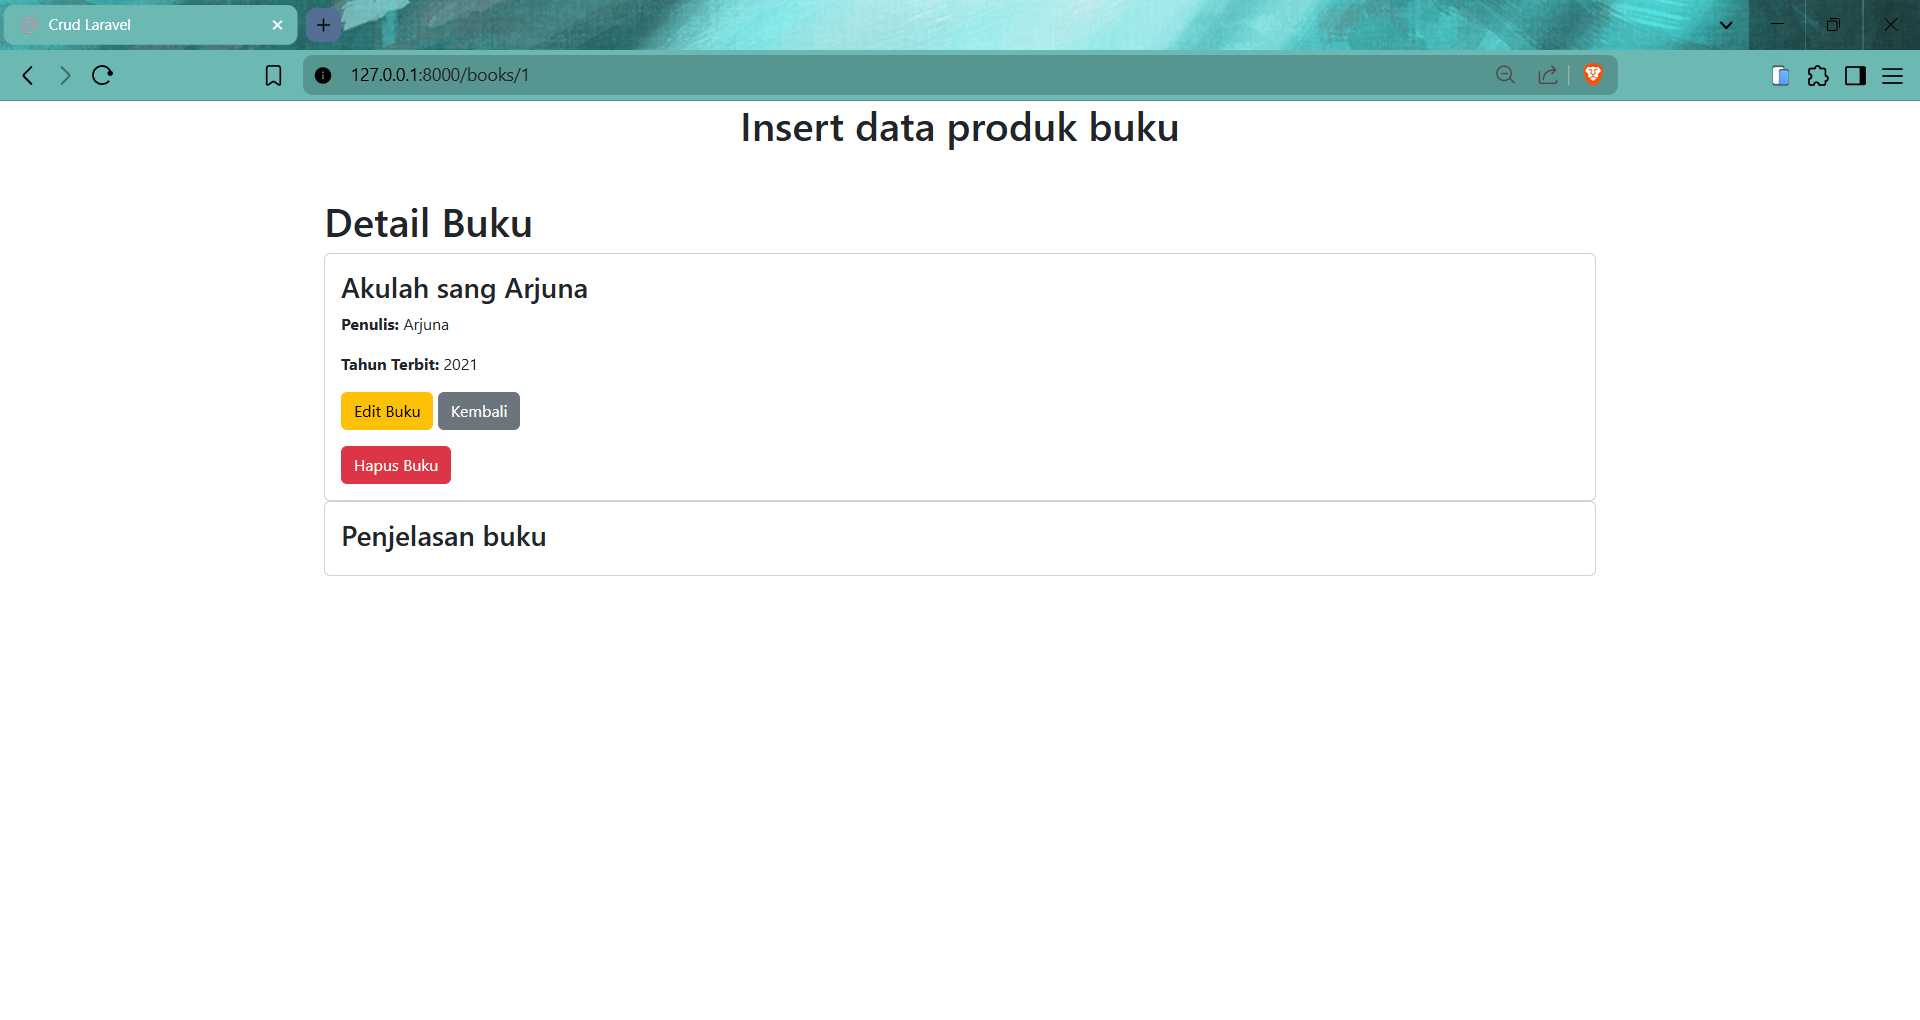 Crud Laravel
127.0.0.1:8000/books/1
Insert data produk buku
Detail Buku
Akulah sang Arjuna
Penulis: Arjuna
Tahun Terbit: 2021
Edit Buku Kembali
Hapus Buku
Penjelasan buku